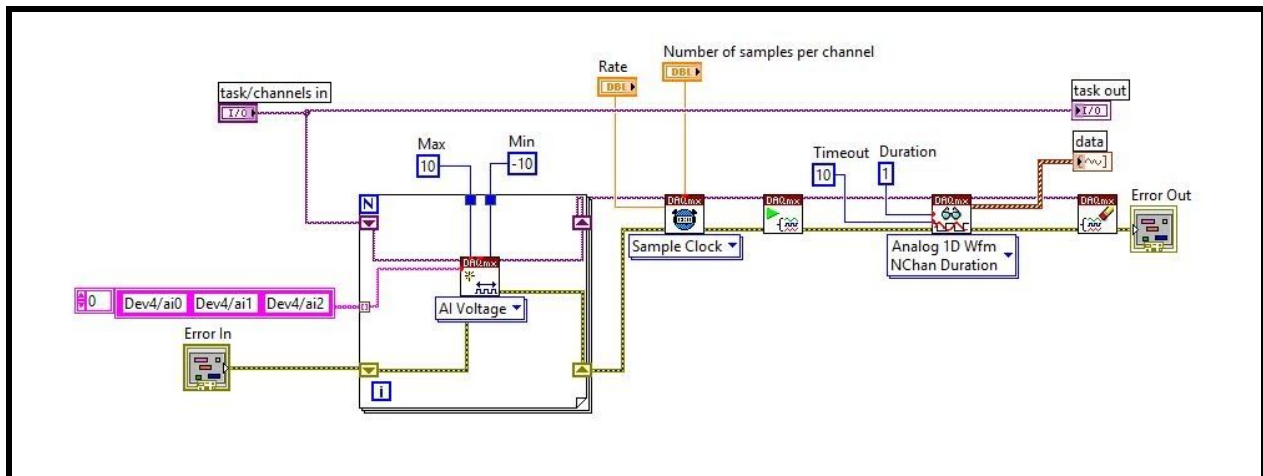 Number of samples per channel
Rate
DBL
DBL
task/channels in
I/O
task out
I/O
data
Max
10
Min
-10
Timeout
10
Duration
1
N
DAQmx
DAQmx
DAQmx
DAQmx
DAQmx
Error Out
Sample Clock
Analog 1D Wfm
NChan Duration
AI Voltage
0
Dev4/ai0
Dev4/ai1
Dev4/ai2
Error In
i